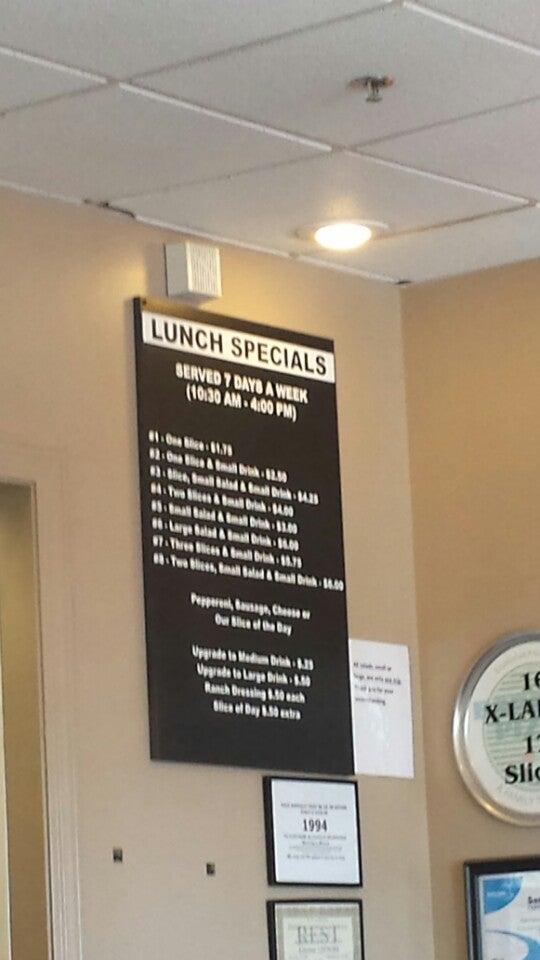 LUNCH SPECIALS
SERVED 7 DAYS A WEEK
(10:30 AM - 4:00 PM)
#1 - One Slice - $1.75
#2 - One Slice & Small Drink - $2.50
#3 - Slice, Small Salad & Small Drink - $4.25
#4 - Two Slices & Small Drink - $4.00
#5 - Small Salad & Small Drink - $3.00
#6 - Large Salad & Small Drink - $5.00
#7 - Three Slices & Small Drink - $5.75
#8 - Two Slices, Small Salad & Small Drink - $6.00
Pepperoni, Sausage, Cheese or
Our Slice of the Day
Upgrade to Medium Drink - $.25
Upgrade to Large Drink - $.50
Ranch Dressing $.50 each
Slice of Day $.50 extra
1994
BEST
16
X-LA
Slic